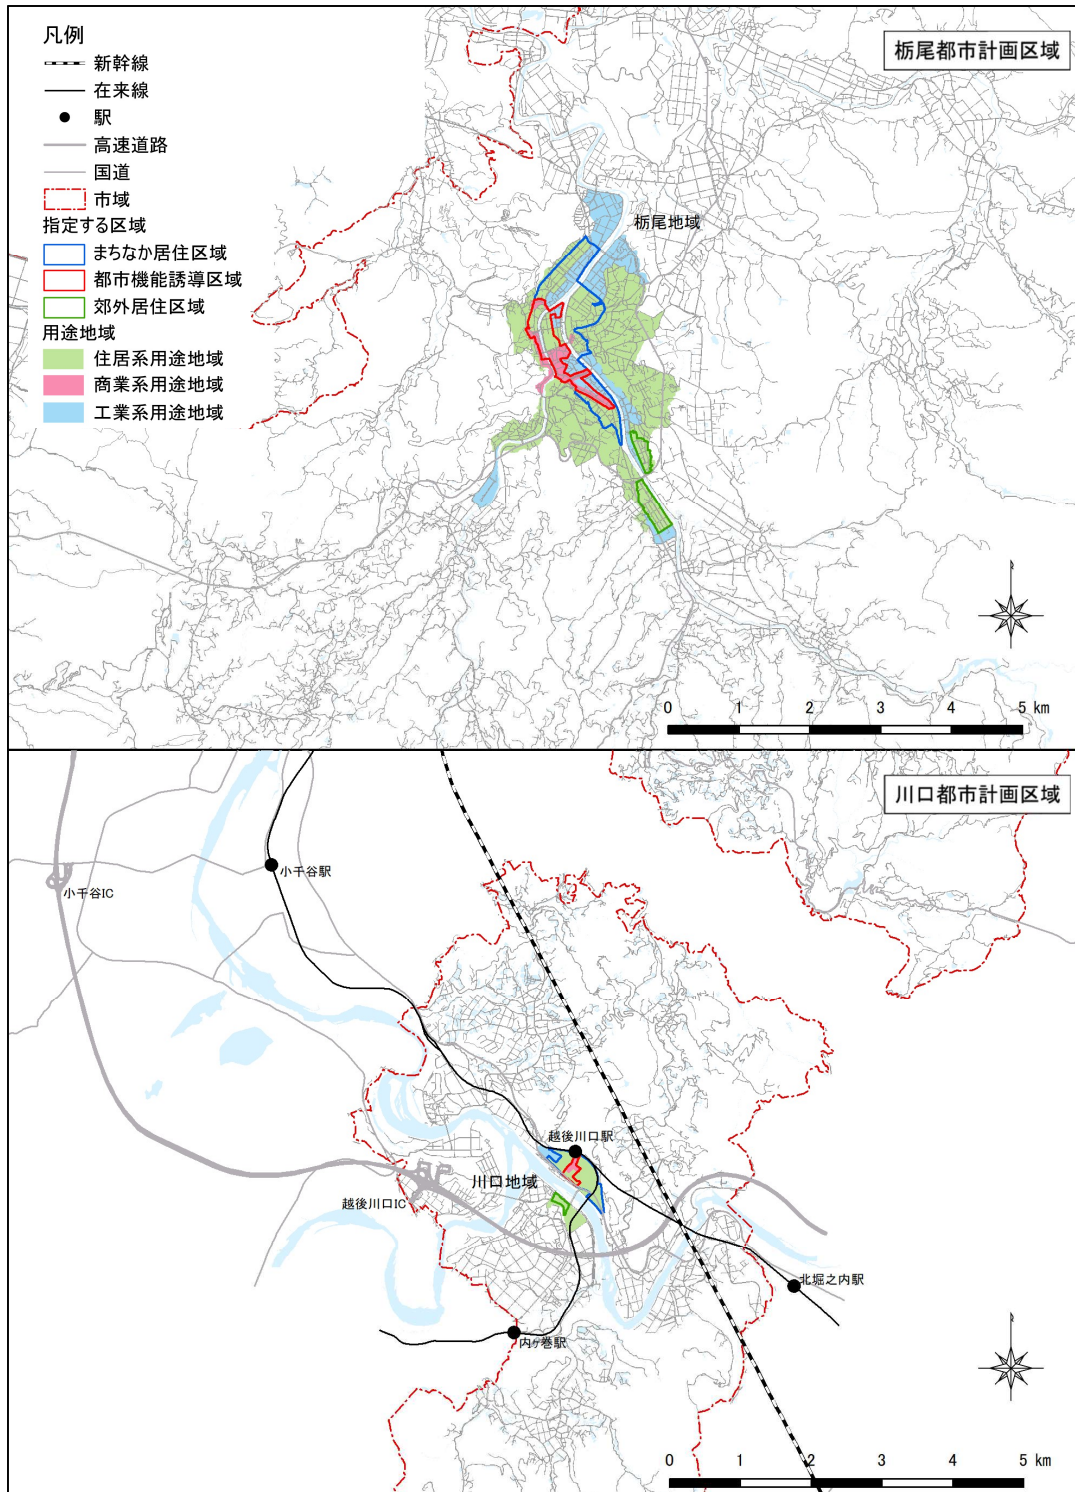 凡例
新幹線
在来線
駅
高速道路
国道
市域
指定する区域
まちなか居住区域
都市機能誘導区域
郊外居住区域
用途地域
住居系用途地域
商業系用途地域
工業系用途地域
栃尾都市計画区域
栃尾地域
0 1 2 3 4 5 km
川口都市計画区域
小千谷駅
小千谷IC
越後川口駅
川口地域
越後川口IC
北堀之内駅
内ヶ巻駅
0 1 2 3 4 5 km